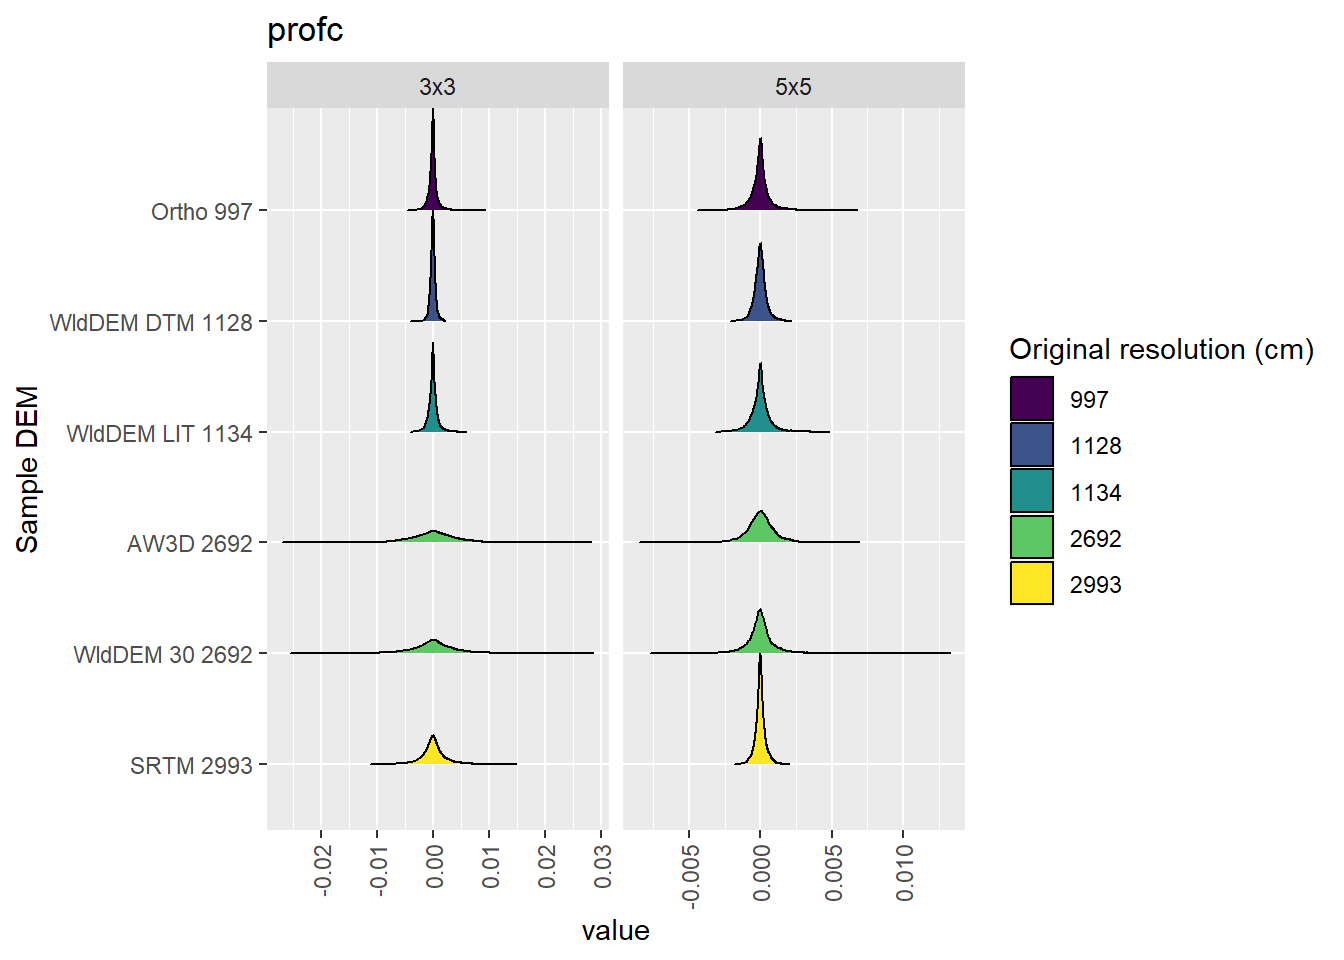 profc
3x3
5x5
Ortho 997
WldDEM DTM 1128
WldDEM LIT 1134
AW3D 2692
WldDEM 30 2692
SRTM 2993
Sample DEM
-0.02
-0.01
0.00
0.01
0.02
0.03
-0.005
0.000
0.005
0.010
value
Original resolution (cm)
997
1128
1134
2692
2993